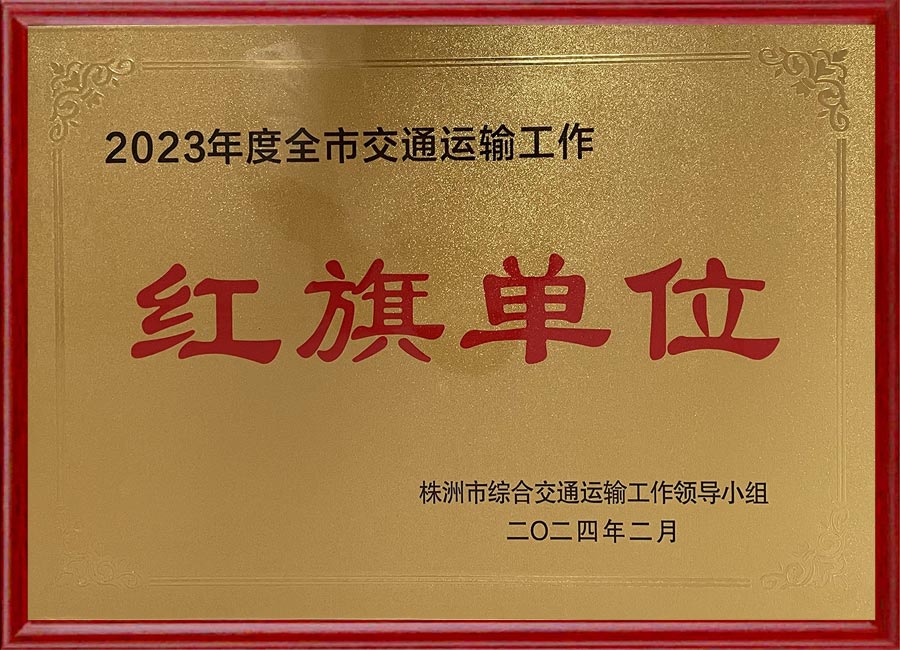 2023年度全市交通运输工作
红旗单位
株洲市综合交通运输工作领导小组
二〇二四年二月